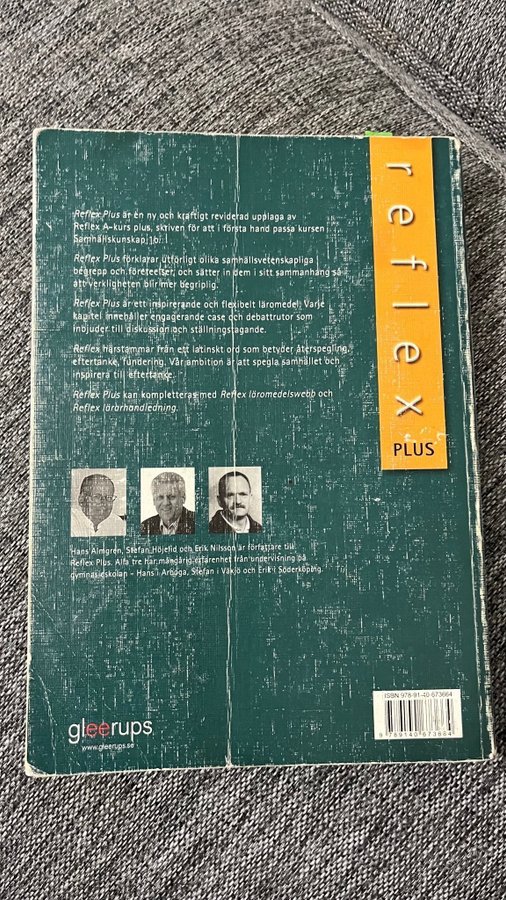 reflex
PLUS
Reflex Plus är en ny och kraftigt reviderad upplaga av
Reflex A-kurs plus, skriven för att i första hand passa kursen
Samhällskunskap 1b.
Reflex Plus förklarar utförligt olika samhällsvetenskapliga
begrepp och företeelser, och sätter in dem i sitt sammanhang så
att verkligheten blir mer begriplig.
Reflex Plus är ett inspirerande och flexibelt läromedel. Varje
kapitel innehåller engagerande case och debattrutor som
inbjuder till diskussion och ställningstagande.
Reflex härstammar från ett latinskt ord som betyder återspegling,
eftertanke, fundering. Vår ambition är att spegla samhället och
inspirera till eftertanke.
Reflex Plus kan kompletteras med Reflex läromedelswebb och
Reflex lärarhandledning.
Hans Almgren, Stefan Höjelid och Erik Nilsson är författare till
Reflex Plus. Alla tre har mångårig erfarenhet från undervisning på
gymnasieskolan – Hans i Arboga, Stefan i Växjö och Erik i Söderköping.
gleerups
www.gleerups.se
ISBN 978-91-40-673664
9 789140 673664